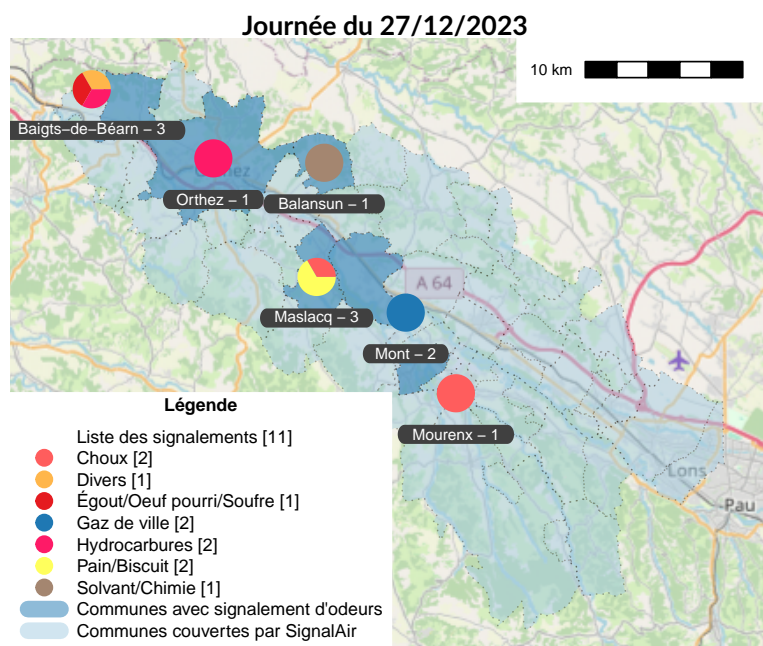 Journée du 27/12/2023
10 km
Baigts–de–Béarn – 3
Orthez – 1
Balansun – 1
A 64
Maslacq – 3
Mont – 2
Mourenx – 1
Lons
Pau
Légende
Liste des signalements [11]
Choux [2]
Divers [1]
Égout/Oeuf pourri/Soufre [1]
Gaz de ville [2]
Hydrocarbures [2]
Pain/Biscuit [2]
Solvant/Chimie [1]
Communes avec signalement d'odeurs
Communes couvertes par SignalAir